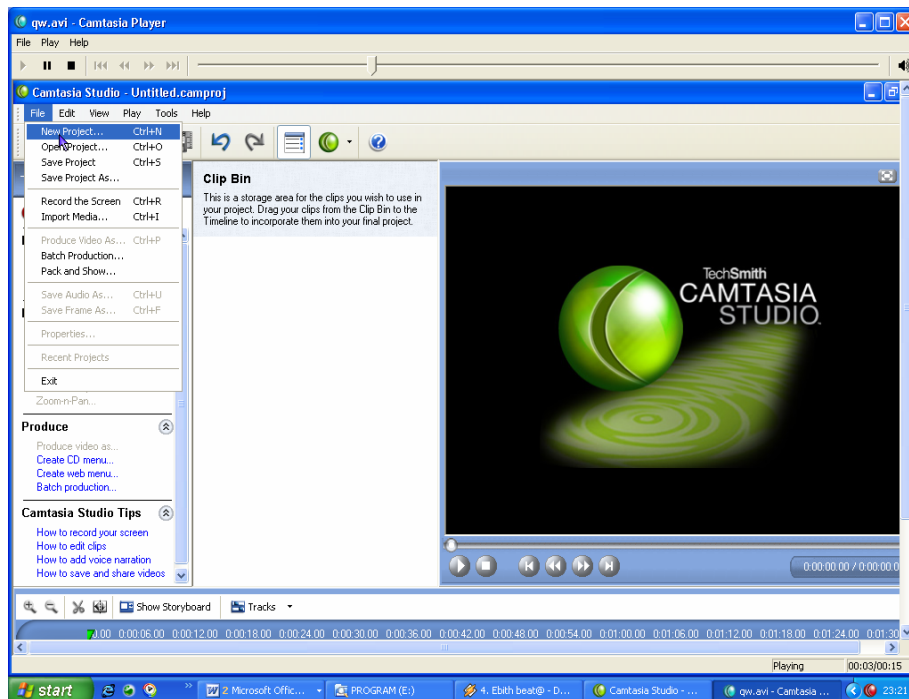 qw.avi - Camtasia Player
File Play Help
Camtasia Studio - Untitled.camproj
File Edit View Play Tools Help
New Project... Ctrl+N
Open Project... Ctrl+O
Save Project Ctrl+S
Save Project As...
Record the Screen Ctrl+R
Import Media... Ctrl+I
Produce Video As... Ctrl+P
Batch Production...
Pack and Show...
Save Audio As... Ctrl+U
Save Frame As... Ctrl+F
Properties...
Recent Projects
Exit
Zoom-n-Pan...
Produce
Produce video as...
Create CD menu...
Create web menu...
Batch production...
Camtasia Studio Tips
How to record your screen
How to edit clips
How to add voice narration
How to save and share videos
Clip Bin
This is a storage area for the clips you wish to use in
your project. Drag your clips from the Clip Bin to the
Timeline to incorporate them into your final project.
TechSmith
CAMTASIA
STUDIO
0:00:00.00 / 0:00:00.0
Show Storyboard Tracks
0:00:06.00 0:00:12.00 0:00:18.00 0:00:24.00 0:00:30.00 0:00:36.00 0:00:42.00 0:00:48.00 0:00:54.00 0:01:00.00 0:01:06.00 0:01:12.00 0:01:18.00 0:01:24.00 0:01:30
Playing 00:03/00:15
start 2 Microsoft Offic... PROGRAM (E:) 4. Ebith beat@ - D... Camtasia Studio - ... qw.avi - Camtasia ... 23:21